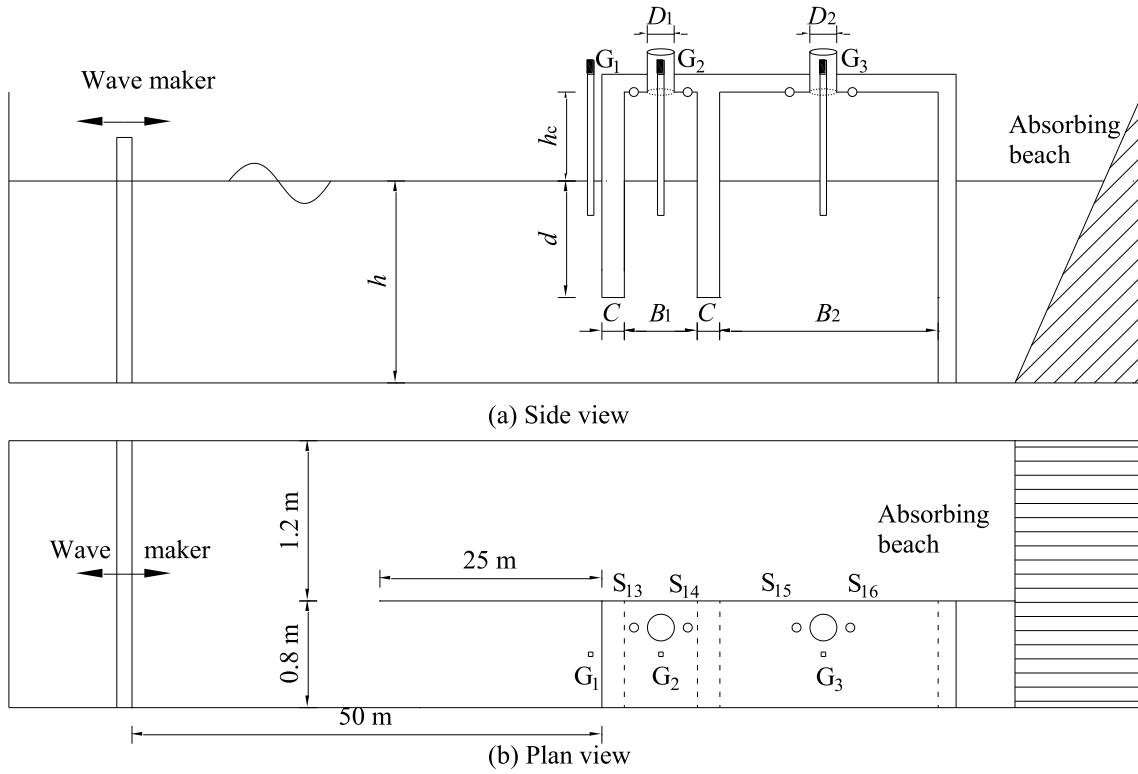 D1
D2
G1
G2
G3
Wave maker
hc
Absorbing
beach
d
h
C
B1
C
B2
(a) Side view
1.2 m
Absorbing
beach
Wave maker
25 m
S13
S14
S15
S16
0.8 m
G1
G2
G3
50 m
(b) Plan view